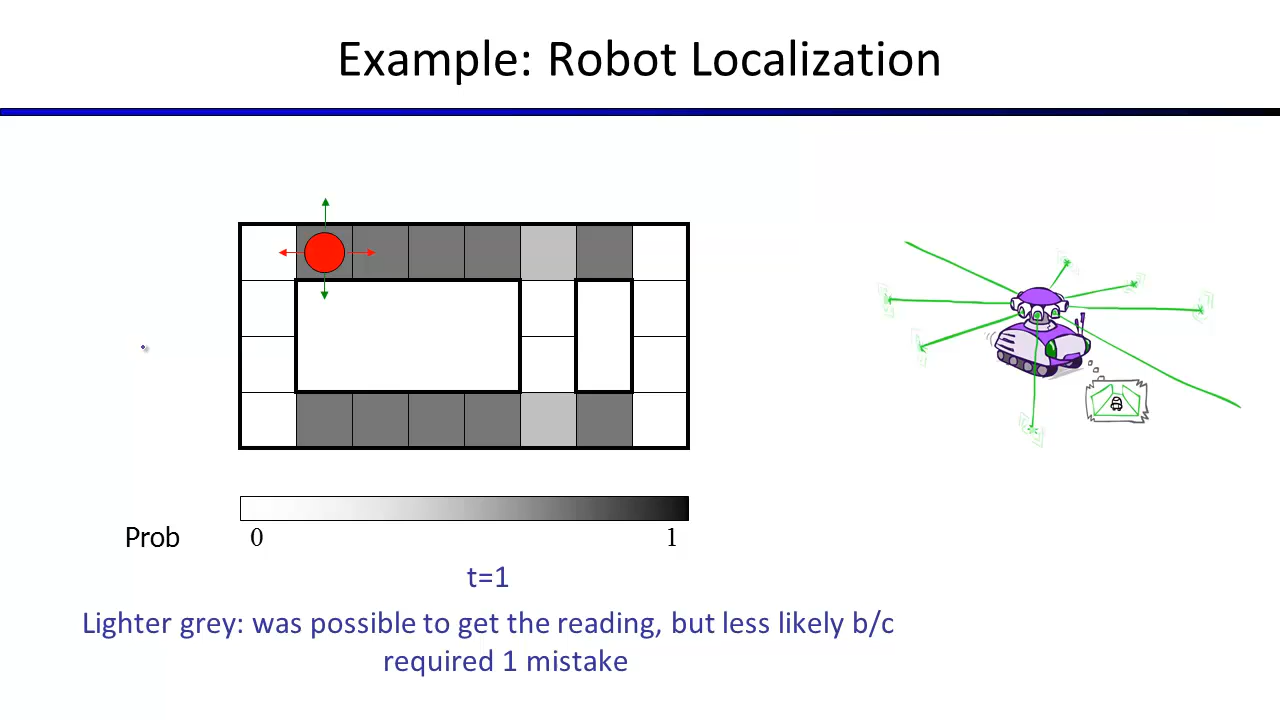 Example: Robot Localization
Prob
0
1
t=1
Lighter grey: was possible to get the reading, but less likely b/c
required 1 mistake